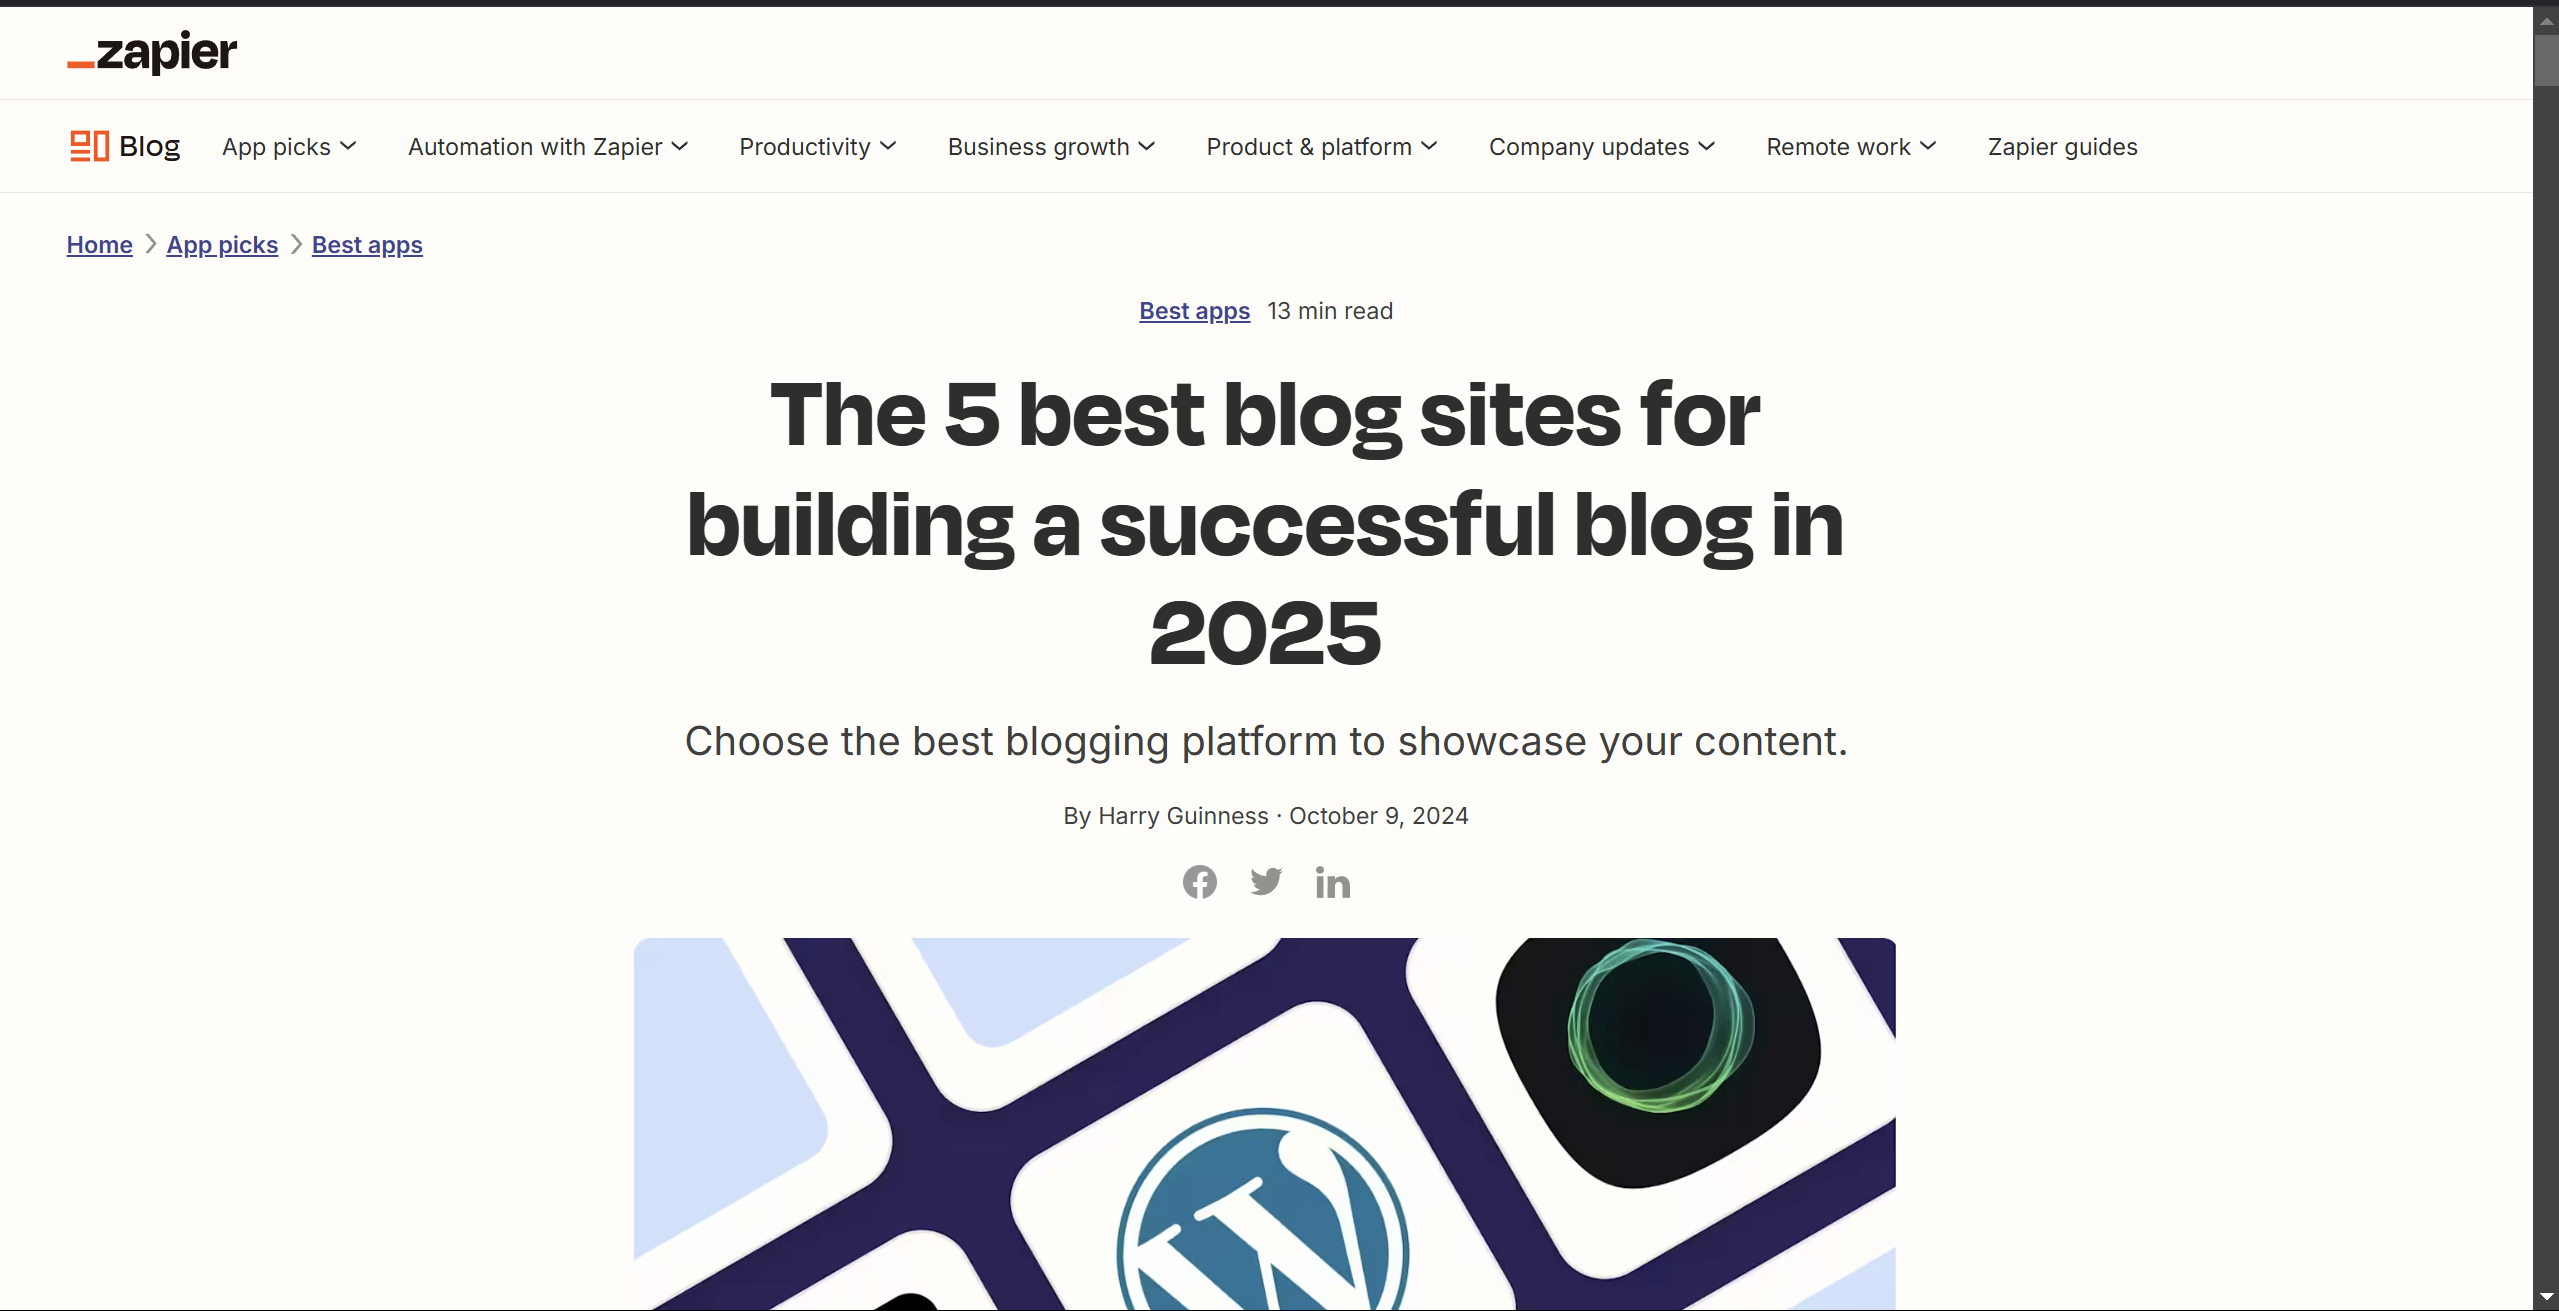 zapier
Blog App picks Automation with Zapier Productivity Business growth Product & platform Company updates Remote work Zapier guides
Home App picks Best apps
Best apps 13 min read
The 5 best blog sites for
building a successful blog in
2025
Choose the best blogging platform to showcase your content.
By Harry Guinness · October 9, 2024